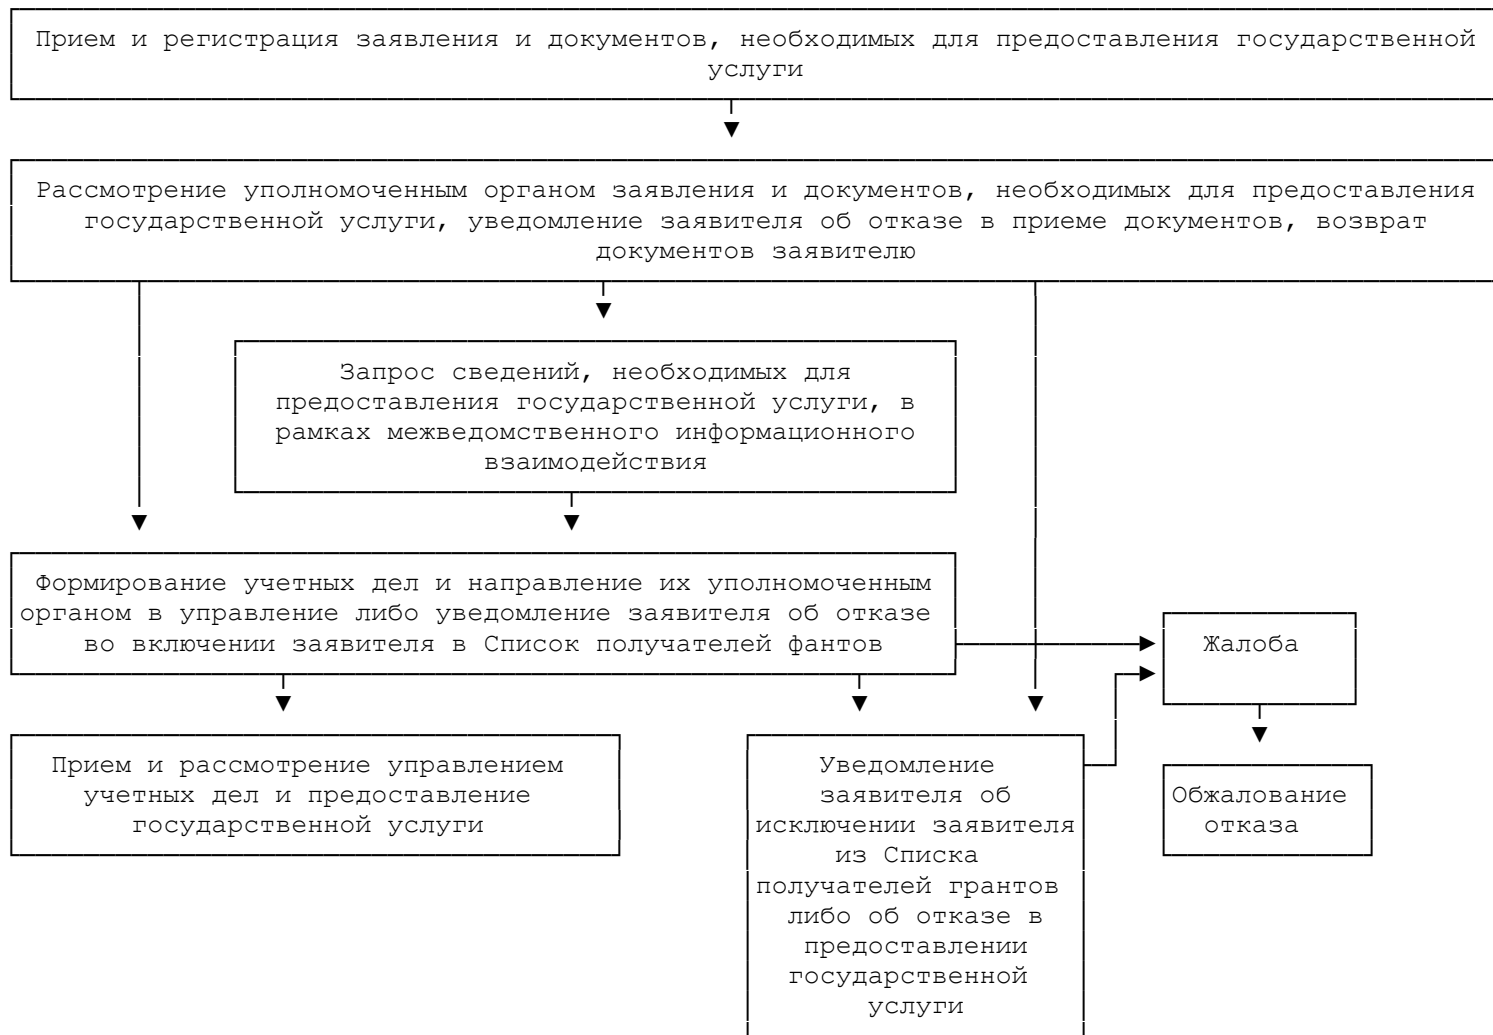 Прием и регистрация заявления и документов, необходимых для предоставления государственной
услуги
Рассмотрение уполномоченным органом заявления и документов, необходимых для предоставления
государственной услуги, уведомление заявителя об отказе в приеме документов, возврат
документов заявителю
Запрос сведений, необходимых для
предоставления государственной услуги, в
рамках межведомственного информационного
взаимодействия
Формирование учетных дел и направление их уполномоченным
органом в управление либо уведомление заявителя об отказе
во включении заявителя в Список получателей фантов
Жалоба
Прием и рассмотрение управлением
учетных дел и предоставление
государственной услуги
Уведомление
заявителя об
исключении заявителя
из Списка
получателей грантов
либо об отказе в
предоставлении
государственной
услуги
Обжалование
отказа